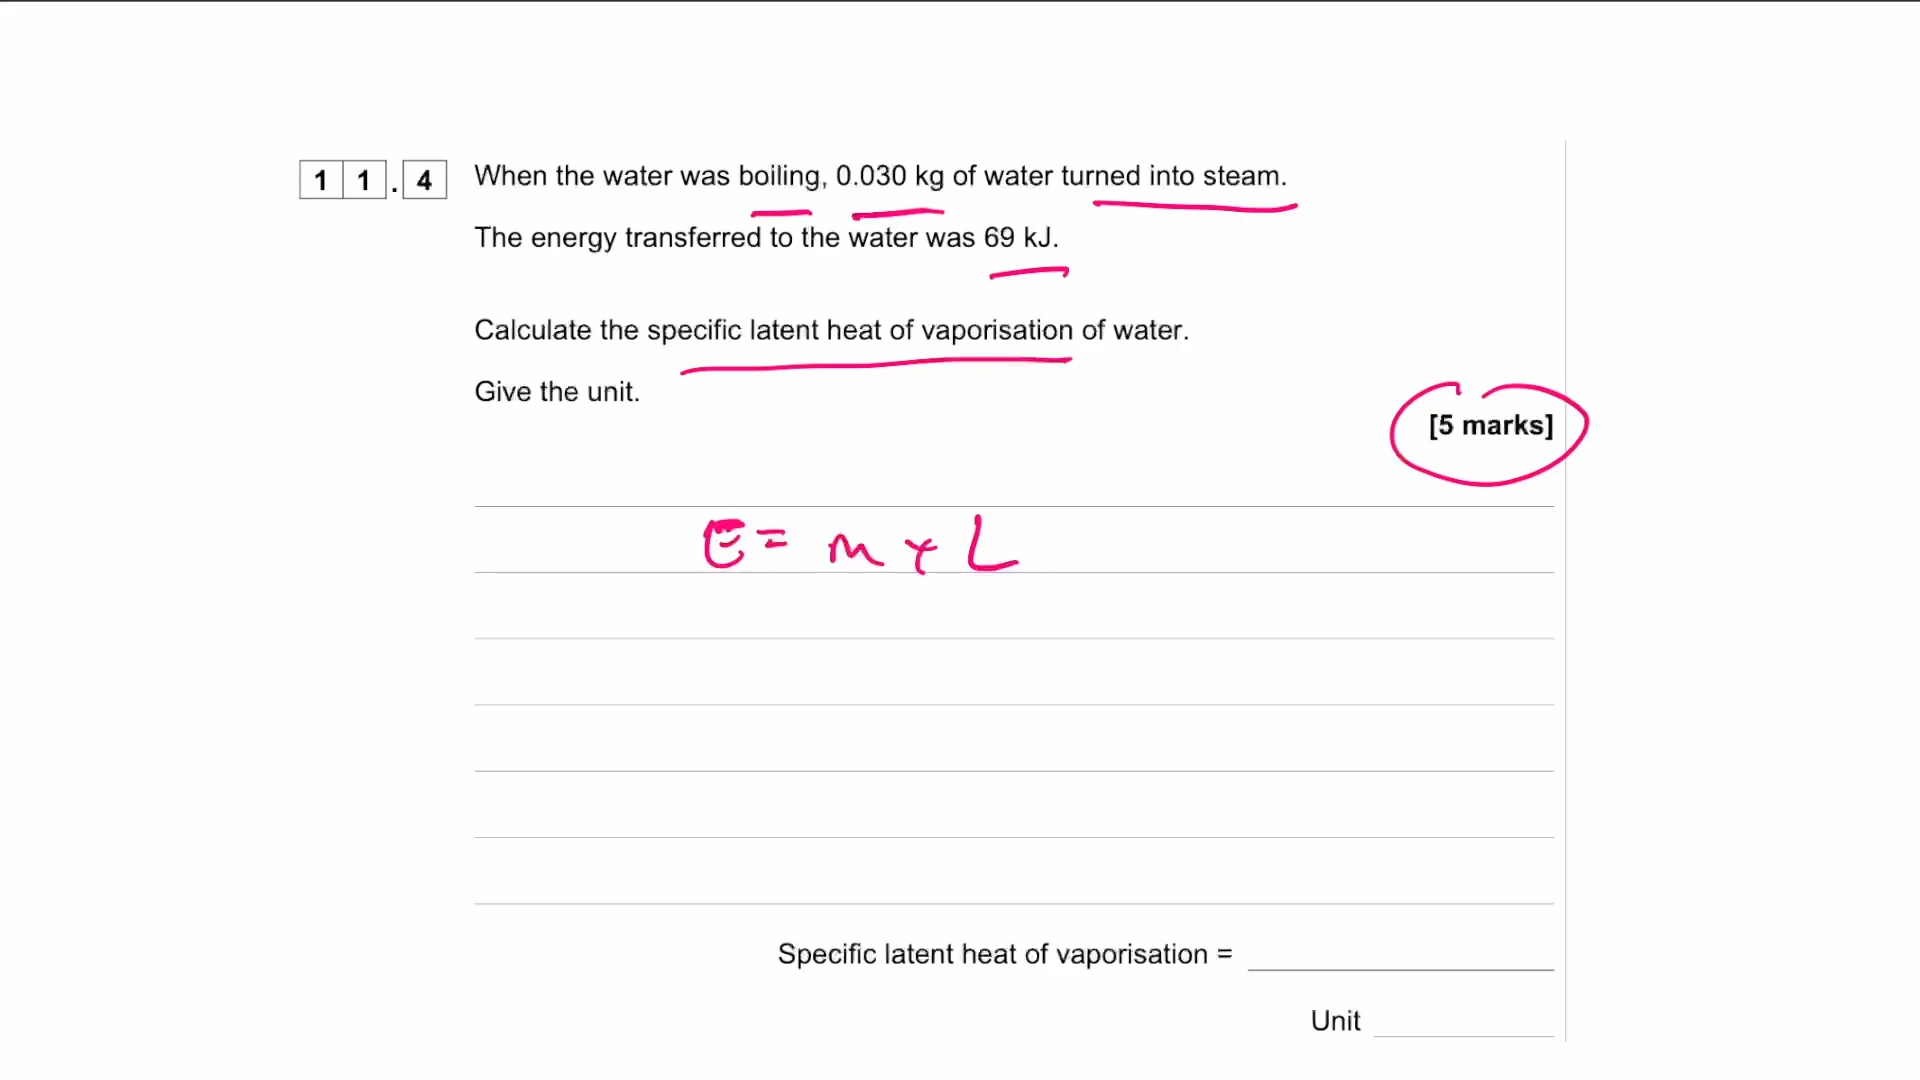 11.4 When the water was boiling, 0.030 kg of water turned into steam.
The energy transferred to the water was 69 kJ.
Calculate the specific latent heat of vaporisation of water.
Give the unit.
[5 marks]
E = m × L
Specific latent heat of vaporisation =
Unit